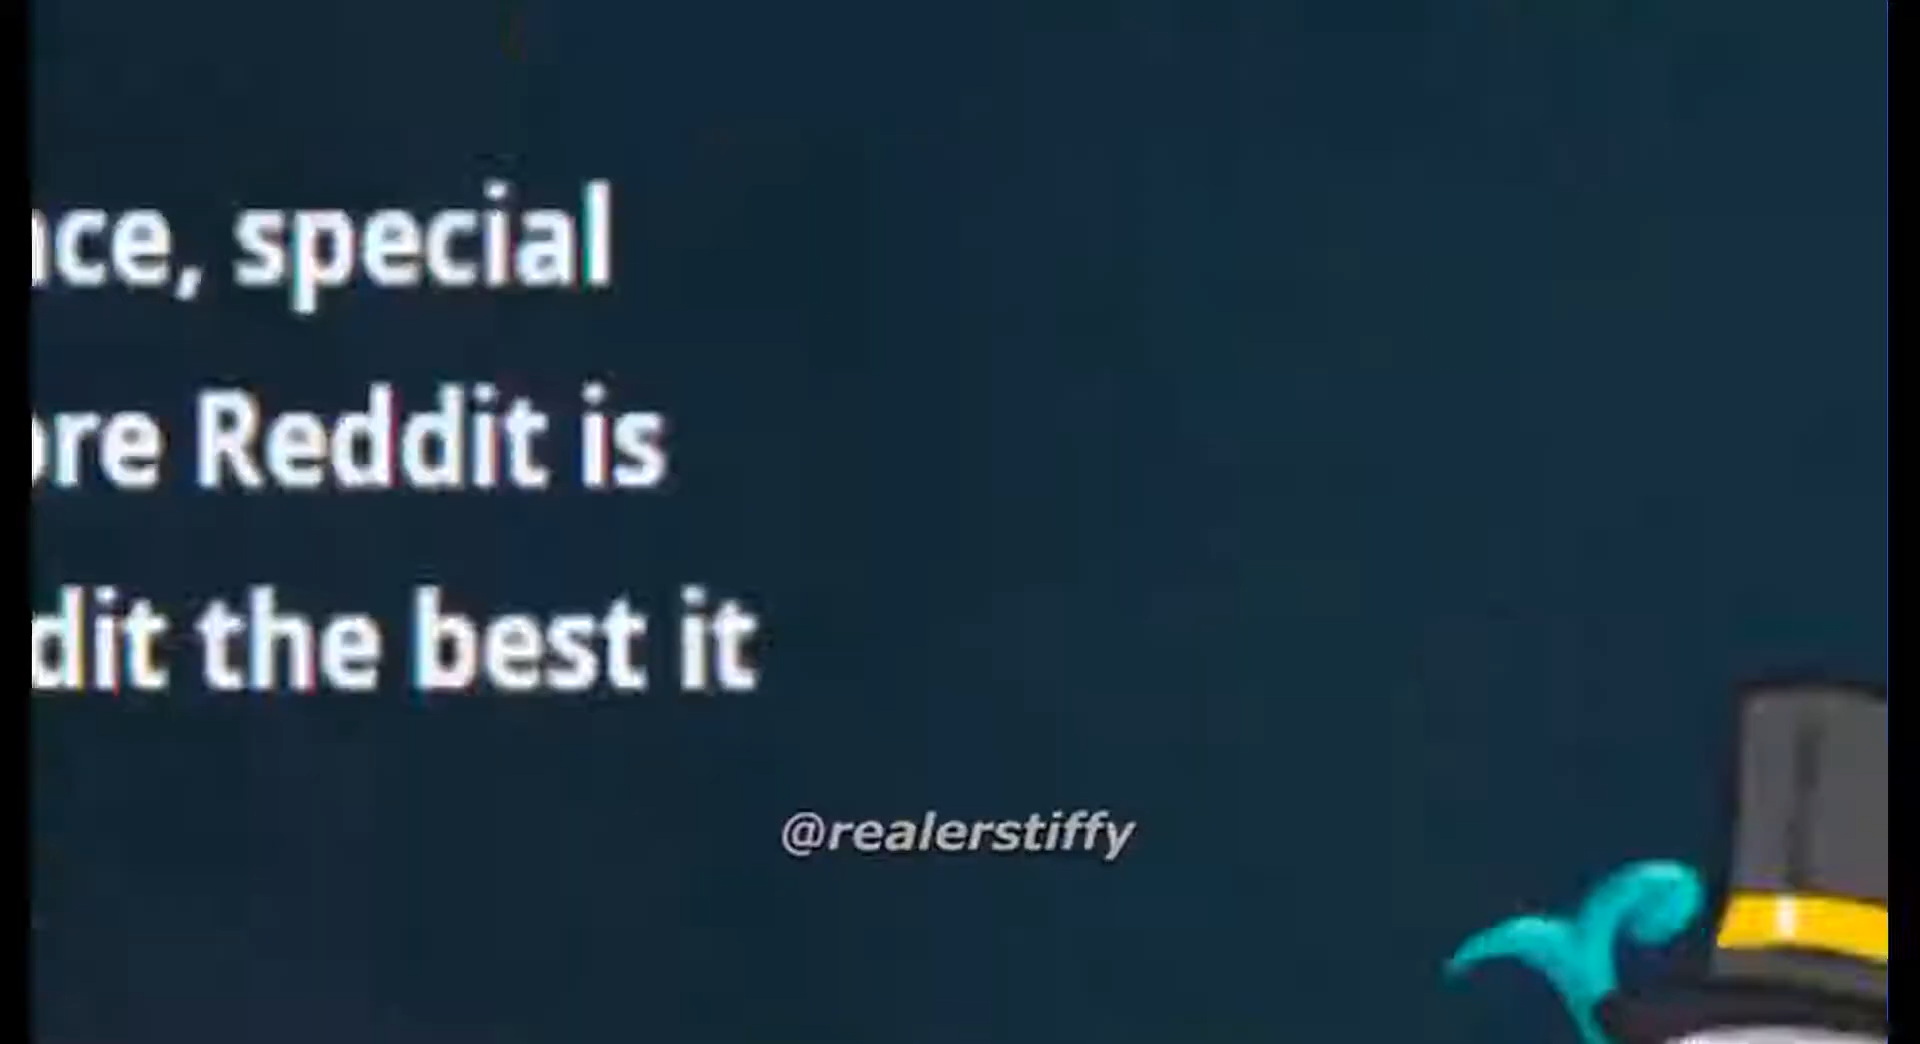 ce, special
re Reddit is
dit the best it
@realerstiffy